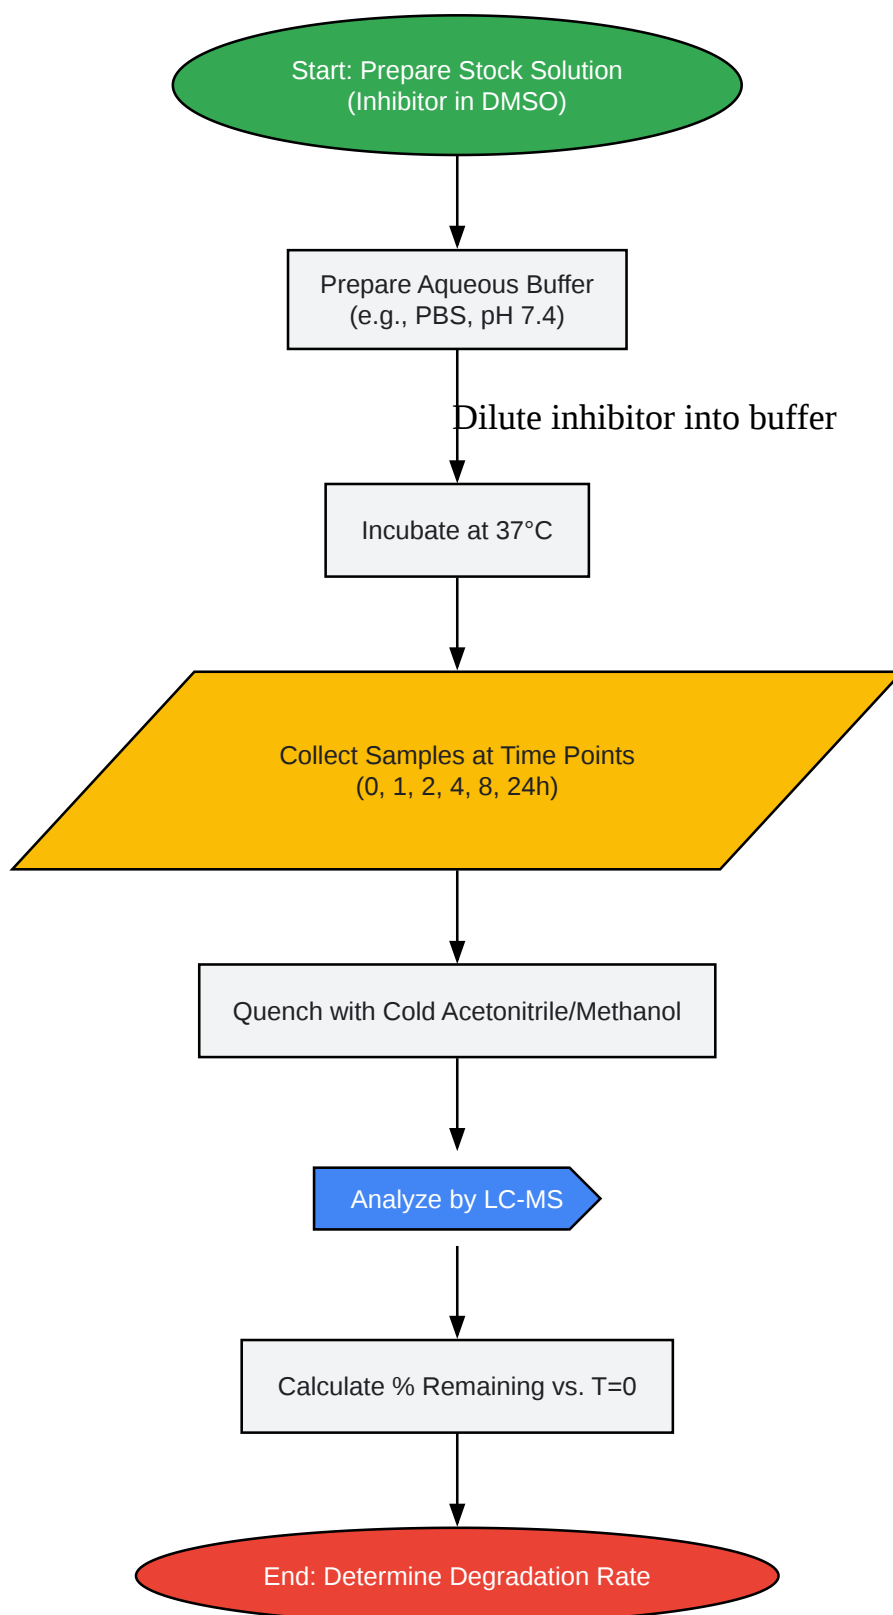 Start: Prepare Stock Solution
(Inhibitor in DMSO)
Prepare Aqueous Buffer
(e.g., PBS, pH 7.4)
Dilute inhibitor into buffer
Incubate at 37°C
Collect Samples at Time Points
(0, 1, 2, 4, 8, 24h)
Quench with Cold Acetonitrile/Methanol
Analyze by LC-MS
Calculate % Remaining vs. T=0
End: Determine Degradation Rate